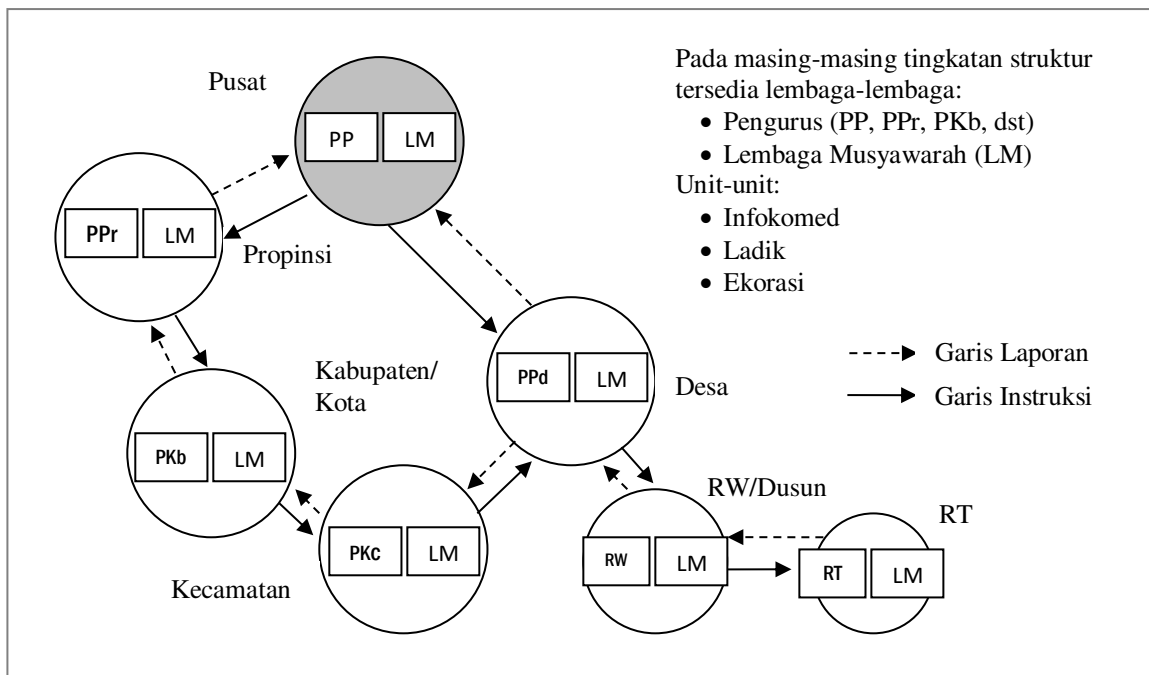 Pusat
PP LM
PPr LM
Propinsi
Pada masing-masing tingkatan struktur
tersedia lembaga-lembaga:
• Pengurus (PP, PPr, PKb, dst)
• Lembaga Musyawarah (LM)
Unit-unit:
• Infokomed
• Ladik
• Ekorasi
Garis Laporan
Garis Instruksi
Kabupaten/
Kota
PPd LM
Desa
PKb LM
PKc LM
Kecamatan
RW/Dusun
RW LM
RT
RT LM